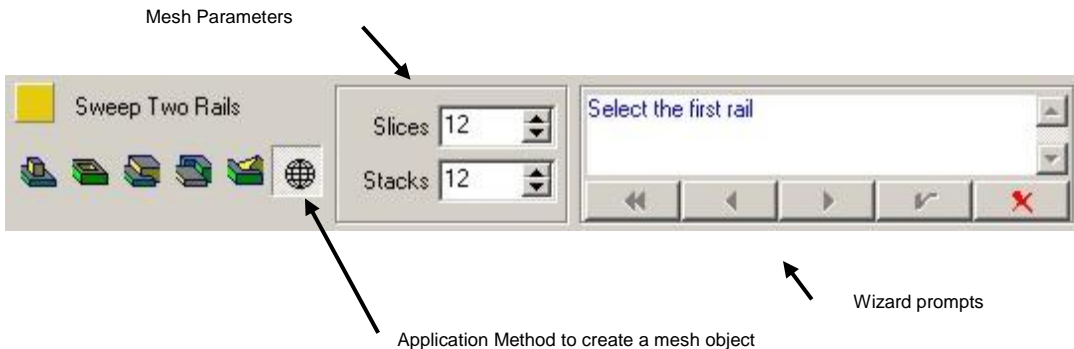 Mesh Parameters
Sweep Two Rails
Slices 12
Stacks 12
Select the first rail
Wizard prompts
Application Method to create a mesh object